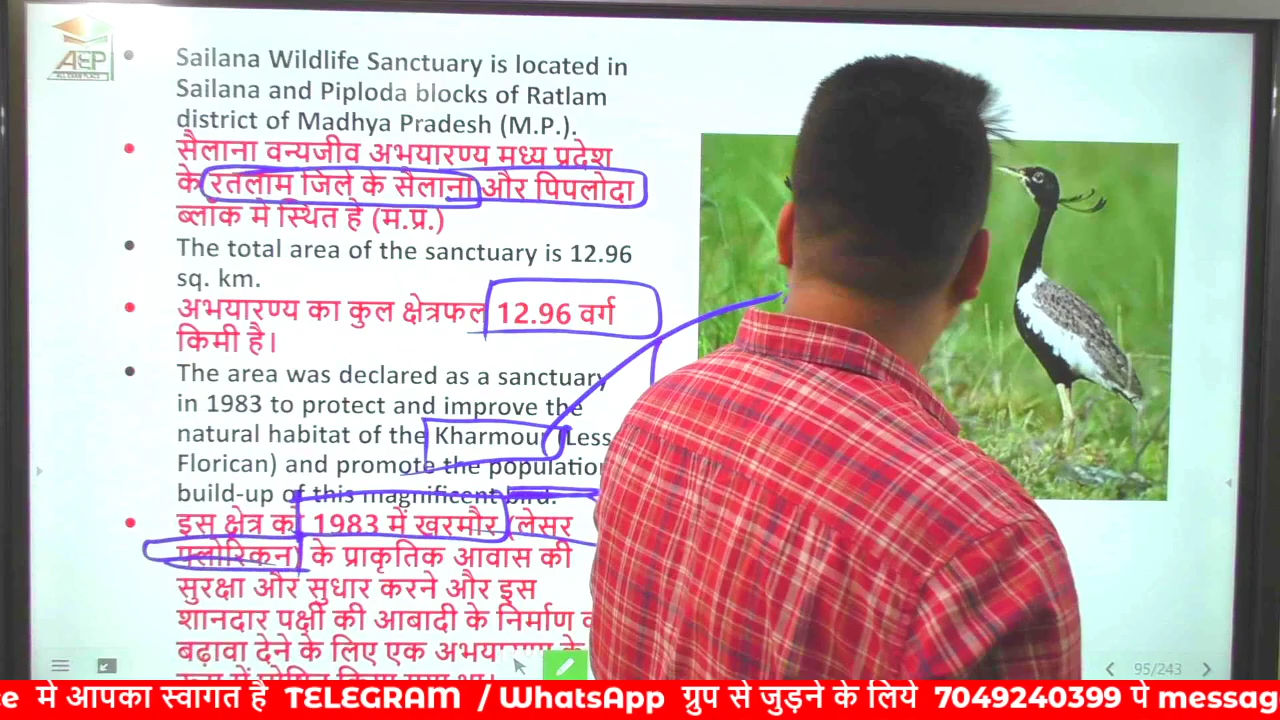 AEP
ALL EXAM PLACE
Sailana Wildlife Sanctuary is located in
Sailana and Piploda blocks of Ratlam
district of Madhya Pradesh (M.P.).
सैलाना वन्यजीव अभयारण्य मध्य प्रदेश
के रतलाम जिले के सैलाना और पिपलोदा
ब्लॉक में स्थित है (म.प्र.)
The total area of the sanctuary is 12.96
sq. km.
अभयारण्य का कुल क्षेत्रफल 12.96 वर्ग
किमी है।
The area was declared as a sanctuary
in 1983 to protect and improve the
natural habitat of the Kharmour (Less
Florican) and promote the population
build-up of this magnificent bird.
इस क्षेत्र को 1983 में खरमौर (लेसर
फ्लोरिकन) के प्राकृतिक आवास की
सुरक्षा और सुधार करने और इस
शानदार पक्षी की आबादी के निर्माण
बढ़ावा देने के लिए एक
95/243
ce में आपका स्वागत है TELEGRAM / WhatsApp ग्रुप से जुड़ने के लिये 7049240399 पे messag